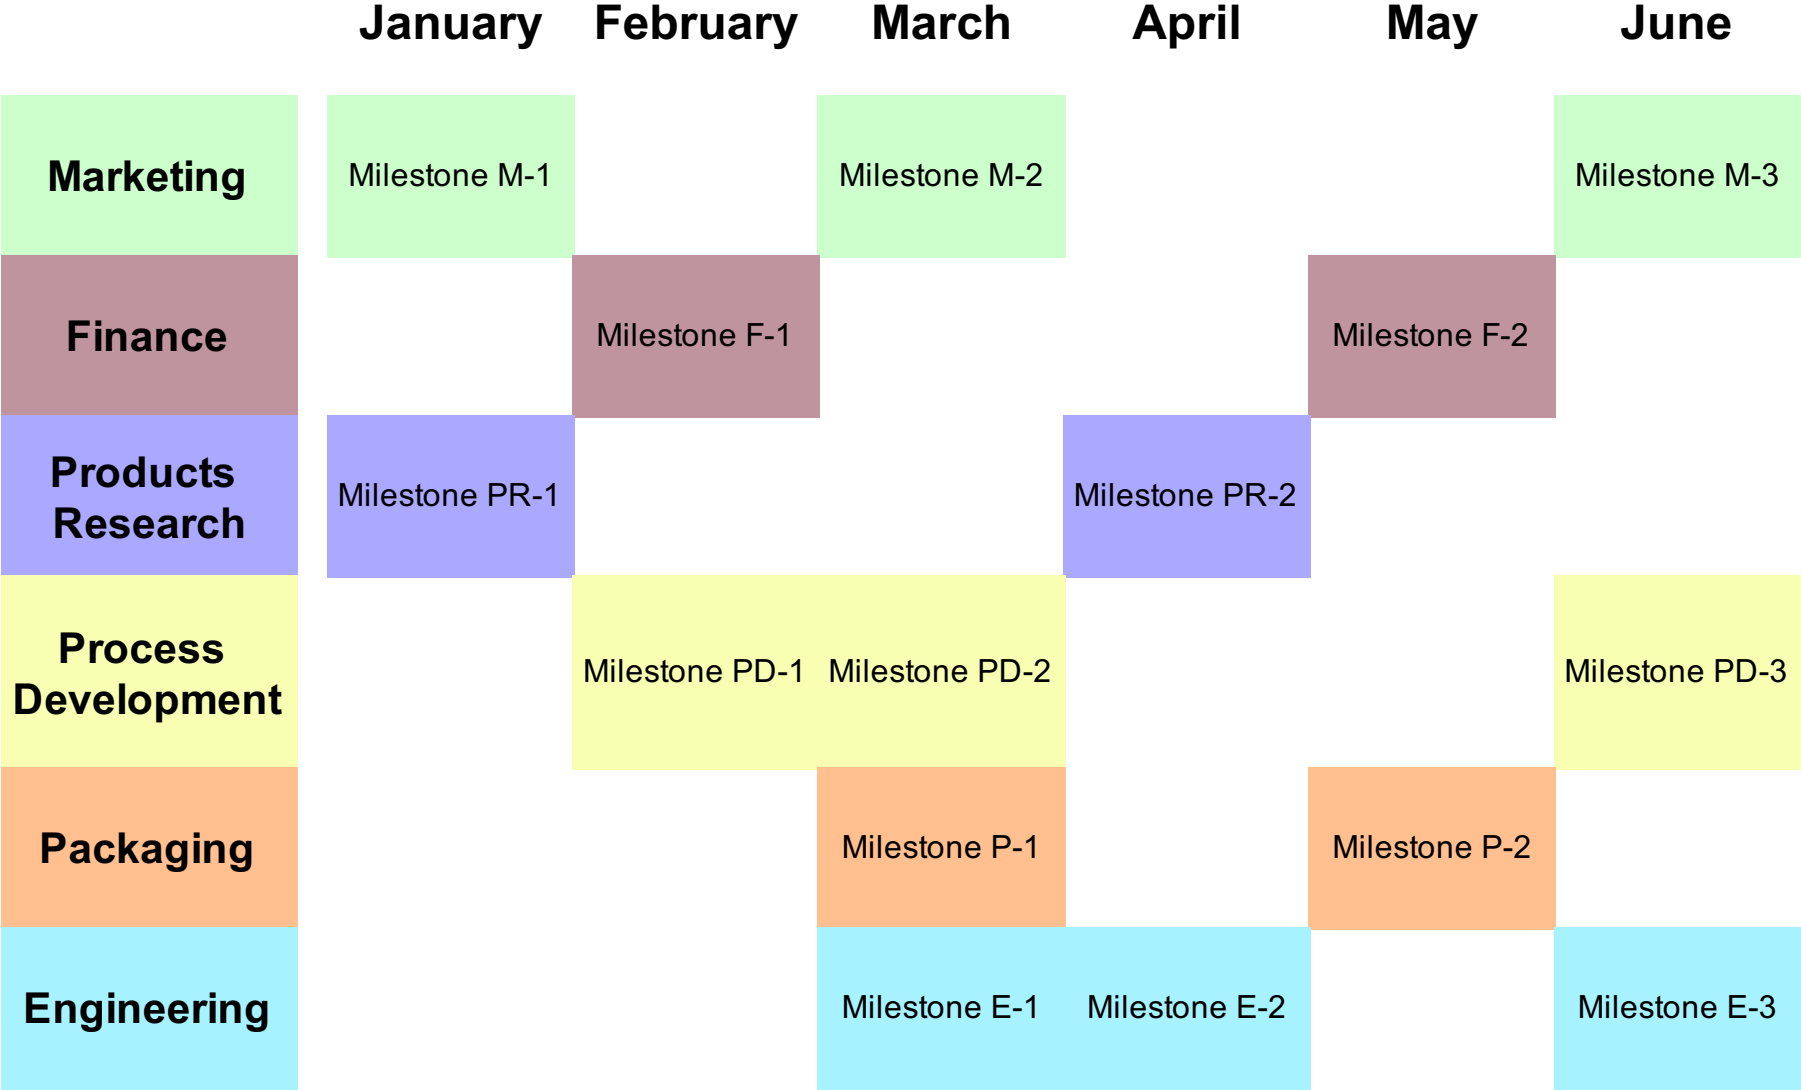 January February March April May June
Marketing Milestone M-1 Milestone M-2 Milestone M-3
Finance Milestone F-1 Milestone F-2
Products
Research
Milestone PR-1 Milestone PR-2
Process
Development
Milestone PD-1 Milestone PD-2 Milestone PD-3
Packaging Milestone P-1 Milestone P-2
Engineering Milestone E-1 Milestone E-2 Milestone E-3